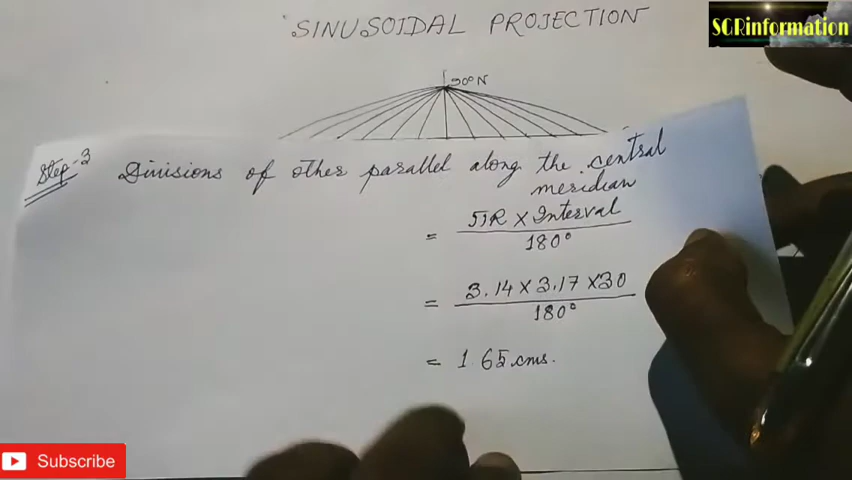 SINUSOIDAL PROJECTION
SGRinformation
90° N
Step-3 Divisions of other parallel along the central
meridian
= πR × Interval
180°
= 3.14 × 3.17 × 30
180°
= 1.65 cms.
Subscribe